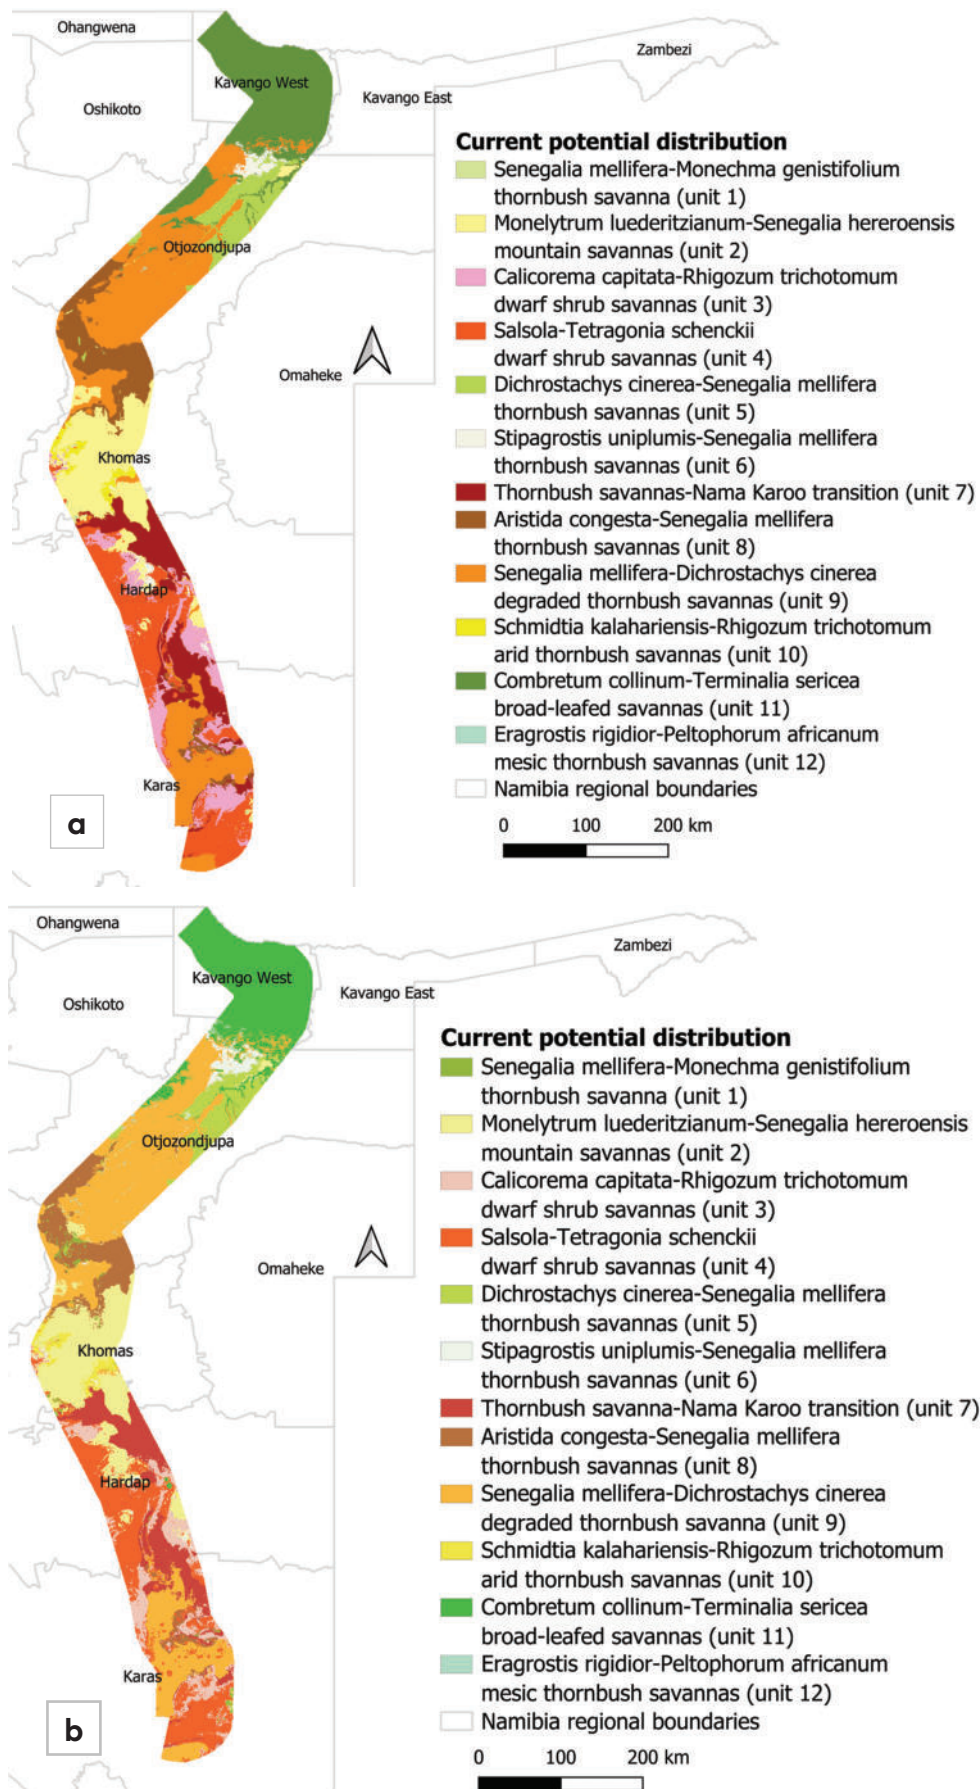 Ohangwena
Zambezi
Kavango West
Kavango East
Oshikoto
Otjozondjupa
Omaheke
Khomas
Hardap
Karas
a
Current potential distribution
Senegalia mellifera-Monechma genistifolium
thornbush savanna (unit 1)
Monelytrum luederitzianum-Senegalia hereroensis
mountain savannas (unit 2)
Calicorema capitata-Rhigozum trichotomum
dwarf shrub savannas (unit 3)
Salsola-Tetragonia schenckii
dwarf shrub savannas (unit 4)
Dichrostachys cinerea-Senegalia mellifera
thornbush savannas (unit 5)
Stipagrostis uniplumis-Senegalia mellifera
thornbush savannas (unit 6)
Thornbush savannas-Nama Karoo transition (unit 7)
Aristida congesta-Senegalia mellifera
thornbush savannas (unit 8)
Senegalia mellifera-Dichrostachys cinerea
degraded thornbush savannas (unit 9)
Schmidtia kalahariensis-Rhigozum trichotomum
arid thornbush savannas (unit 10)
Combretum collinum-Terminalia sericea
broad-leafed savannas (unit 11)
Eragrostis rigidior-Peltophorum africanum
mesic thornbush savannas (unit 12)
Namibia regional boundaries
0 100 200 km
Ohangwena
Zambezi
Kavango West
Kavango East
Oshikoto
Otjozondjupa
Omaheke
Khomas
Hardap
Karas
b
Current potential distribution
Senegalia mellifera-Monechma genistifolium
thornbush savanna (unit 1)
Monelytrum luederitzianum-Senegalia hereroensis
mountain savannas (unit 2)
Calicorema capitata-Rhigozum trichotomum
dwarf shrub savannas (unit 3)
Salsola-Tetragonia schenckii
dwarf shrub savannas (unit 4)
Dichrostachys cinerea-Senegalia mellifera
thornbush savannas (unit 5)
Stipagrostis uniplumis-Senegalia mellifera
thornbush savannas (unit 6)
Thornbush savanna-Nama Karoo transition (unit 7)
Aristida congesta-Senegalia mellifera
thornbush savannas (unit 8)
Senegalia mellifera-Dichrostachys cinerea
degraded thornbush savanna (unit 9)
Schmidtia kalahariensis-Rhigozum trichotomum
arid thornbush savannas (unit 10)
Combretum collinum-Terminalia sericea
broad-leafed savannas (unit 11)
Eragrostis rigidior-Peltophorum africanum
mesic thornbush savannas (unit 12)
Namibia regional boundaries
0 100 200 km